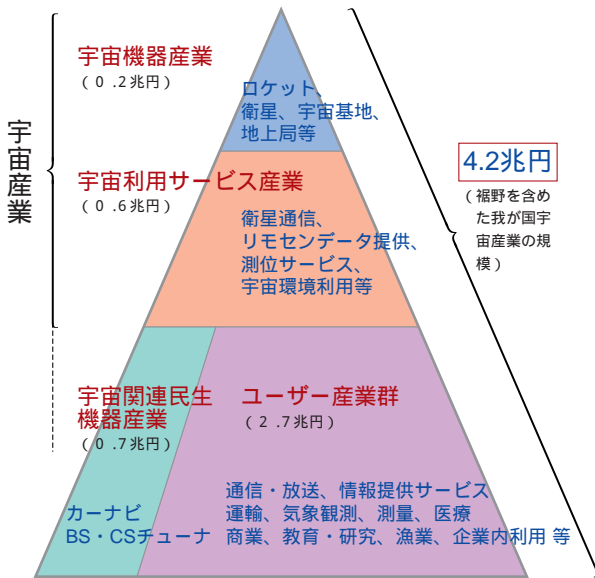 宇宙産業
宇宙機器産業
(0.2兆円)
ロケット、
衛星、宇宙基地、
地上局等
宇宙利用サービス産業
(0.6兆円)
衛星通信、
リモセンデータ提供、
測位サービス、
宇宙環境利用等
4.2兆円
(裾野を含め
た我が国宇
宙産業の規
模)
宇宙関連民生
機器産業
(0.7兆円)
カーナビ
BS・CSチューナ
ユーザー産業群
(2.7兆円)
通信・放送、情報提供サービス
運輸、気象観測、測量、医療
商業、教育・研究、漁業、企業内利用 等